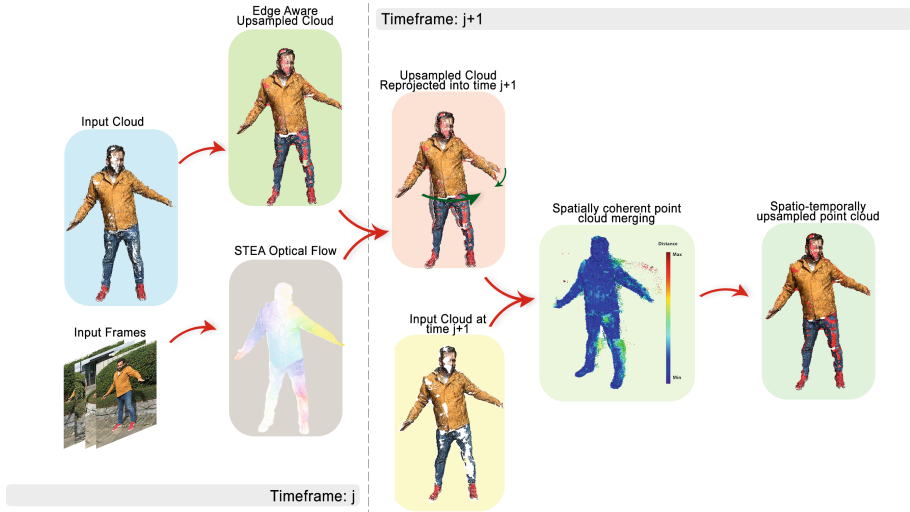 Edge Aware
Upsampled Cloud
Timeframe: j+1
Upsampled Cloud
Reprojected into time j+1
Input Cloud
Spatially coherent point
cloud merging
Spatio-temporally
upsampled point cloud
Distance
Max
STEA Optical Flow
Input Frames
Input Cloud at
time j+1
Min
Timeframe: j